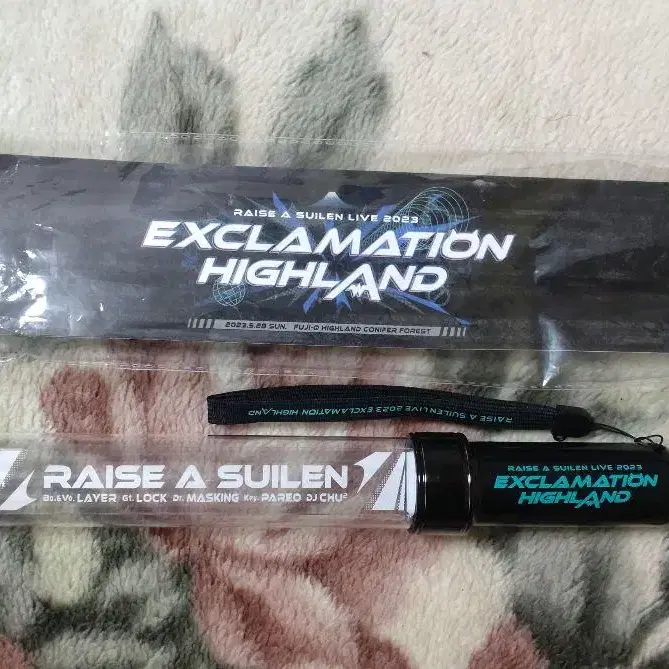 RAISE A SUILEN LIVE 2023
EXCLAMATION
HIGHLAND
2023.5.28 SUN. FUJI-Q HIGHLAND CONIFER FOREST
RAISE A SUILEN LIVE 2023 EXCLAMATION HIGHLAND
RAISE A SUILEN
Ba.&Vo. LAYER Gt. LOCK Dr. MASKING Key. PAREO DJ CHU²
RAISE A SUILEN LIVE 2023
EXCLAMATION
HIGHLAND